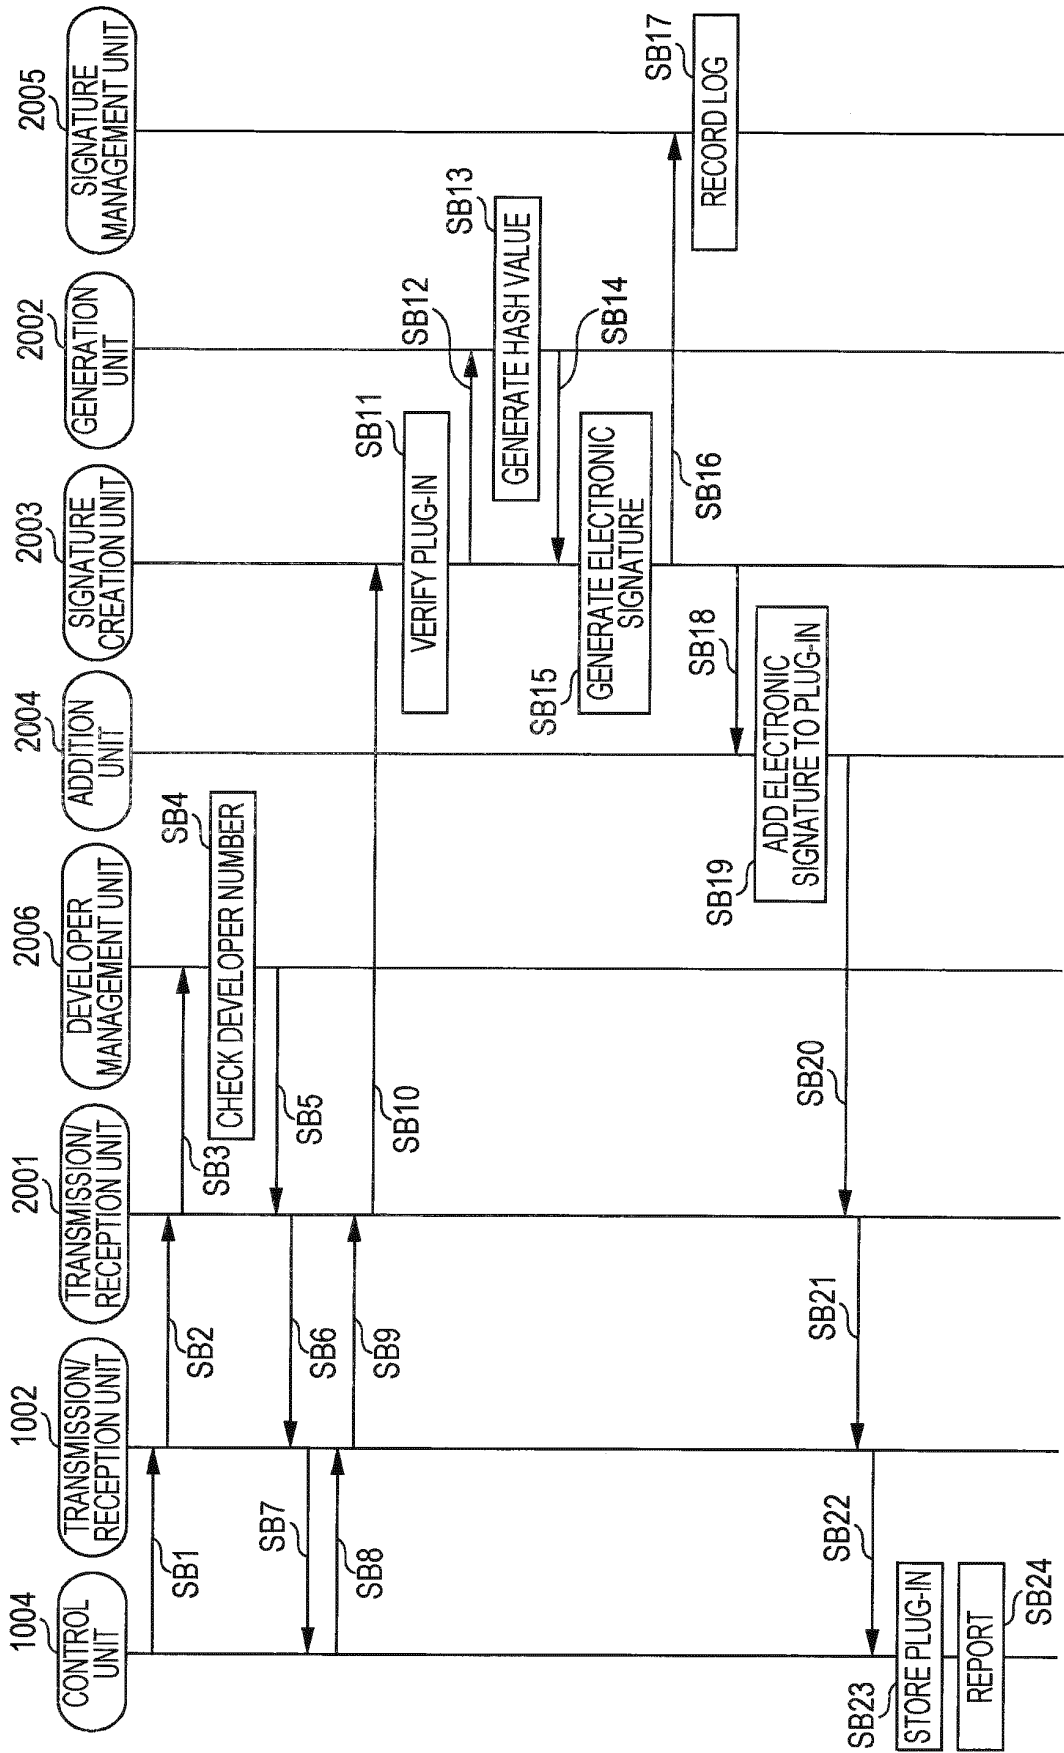 1004
CONTROL
UNIT
1002
TRANSMISSION/
RECEPTION UNIT
2001
TRANSMISSION/
RECEPTION UNIT
2006
DEVELOPER
MANAGEMENT UNIT
2004
ADDITION
UNIT
2003
SIGNATURE
CREATION UNIT
2002
GENERATION
UNIT
2005
SIGNATURE
MANAGEMENT UNIT
SB1
SB2
SB3
SB4
CHECK DEVELOPER NUMBER
SB5
SB6
SB7
SB8
SB9
SB10
SB11
VERIFY PLUG-IN
SB12
SB13
GENERATE HASH VALUE
SB14
SB15
GENERATE ELECTRONIC
SIGNATURE
SB16
SB17
RECORD LOG
SB18
SB19
ADD ELECTRONIC
SIGNATURE TO PLUG-IN
SB20
SB21
SB22
SB23
STORE PLUG-IN
SB24
REPORT